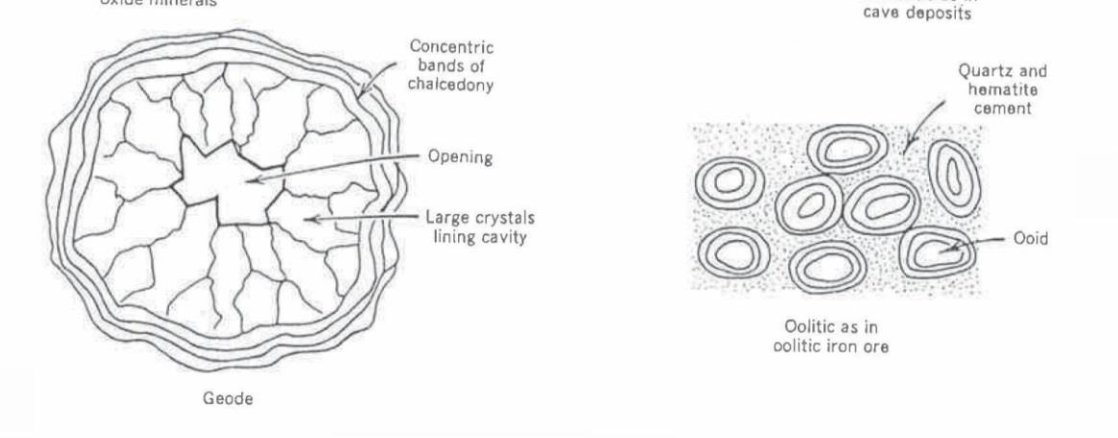 oxide minerals
cave deposits
Concentric
bands of
chalcedony
Opening
Large crystals
lining cavity
Geode
Quartz and
hematite
cement
Ooid
Oolitic as in
oolitic iron ore